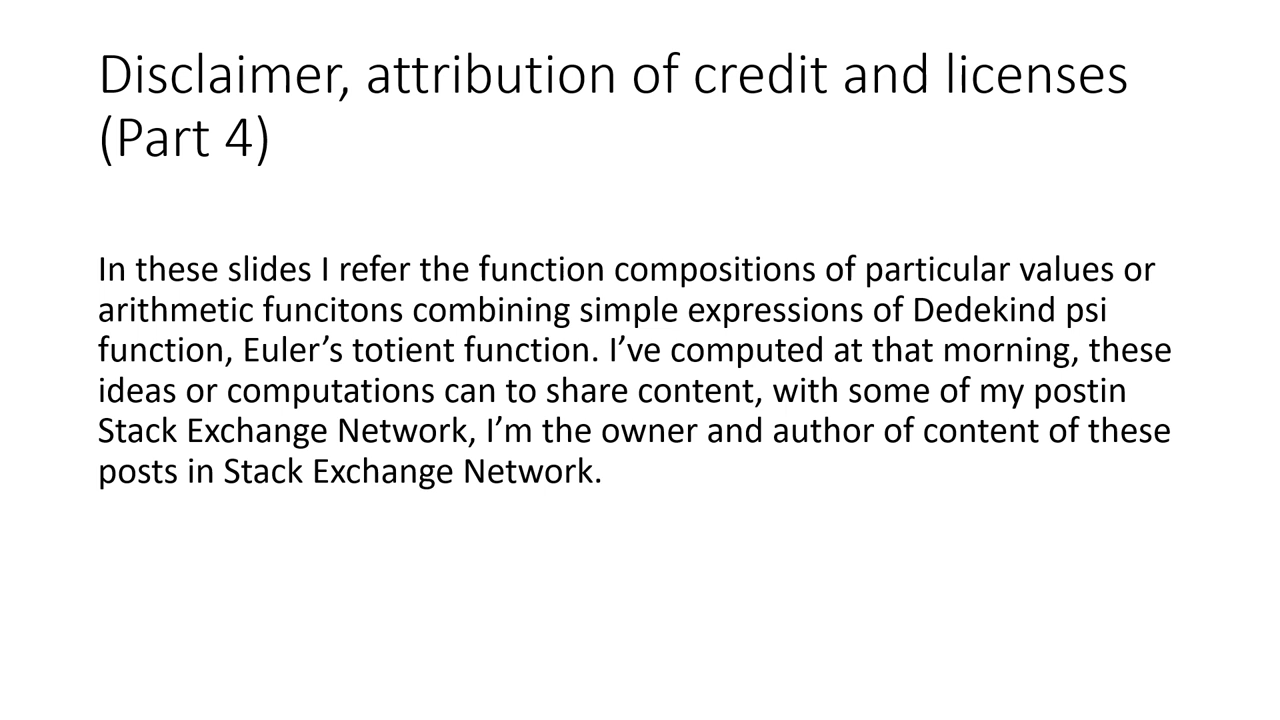 Disclaimer, attribution of credit and licenses
(Part 4)
In these slides I refer the function compositions of particular values or
arithmetic funcitons combining simple expressions of Dedekind psi
function, Euler’s totient function. I’ve computed at that morning, these
ideas or computations can to share content, with some of my postin
Stack Exchange Network, I’m the owner and author of content of these
posts in Stack Exchange Network.